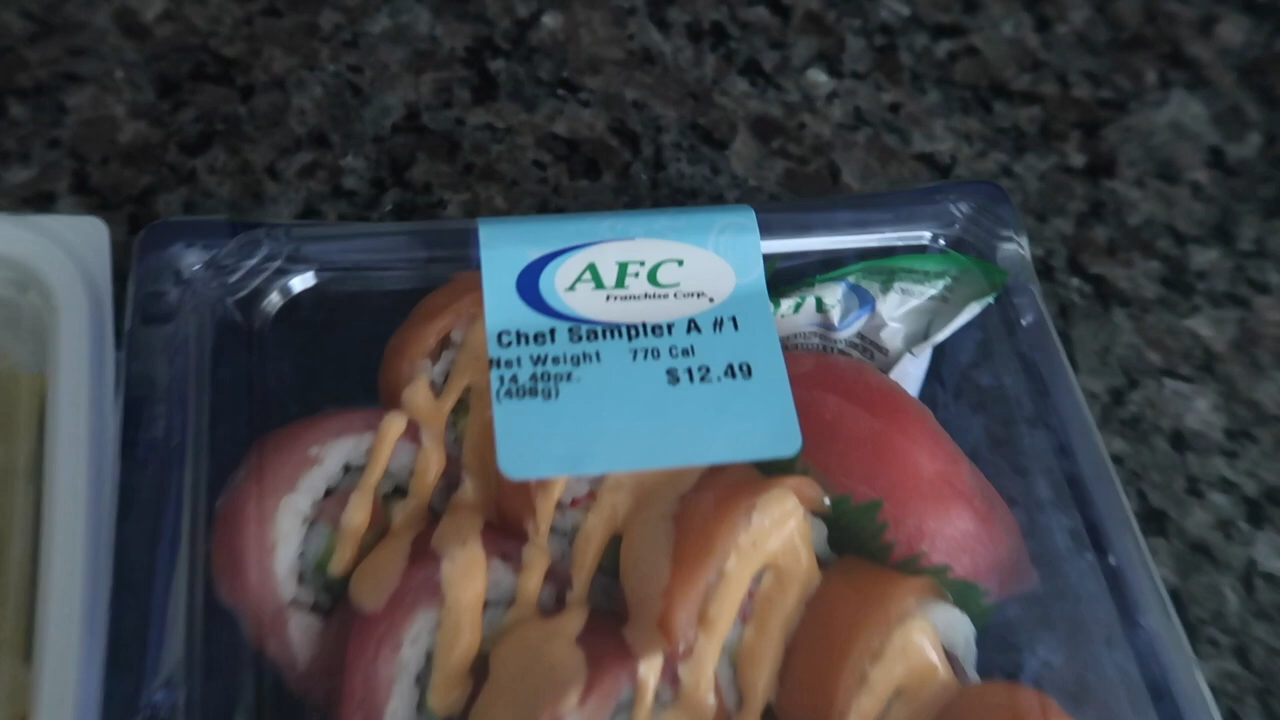 AFC
Franchise Corp.
Chef Sampler A #1
Net Weight 770 Cal
14.40oz. $12.49
(408g)